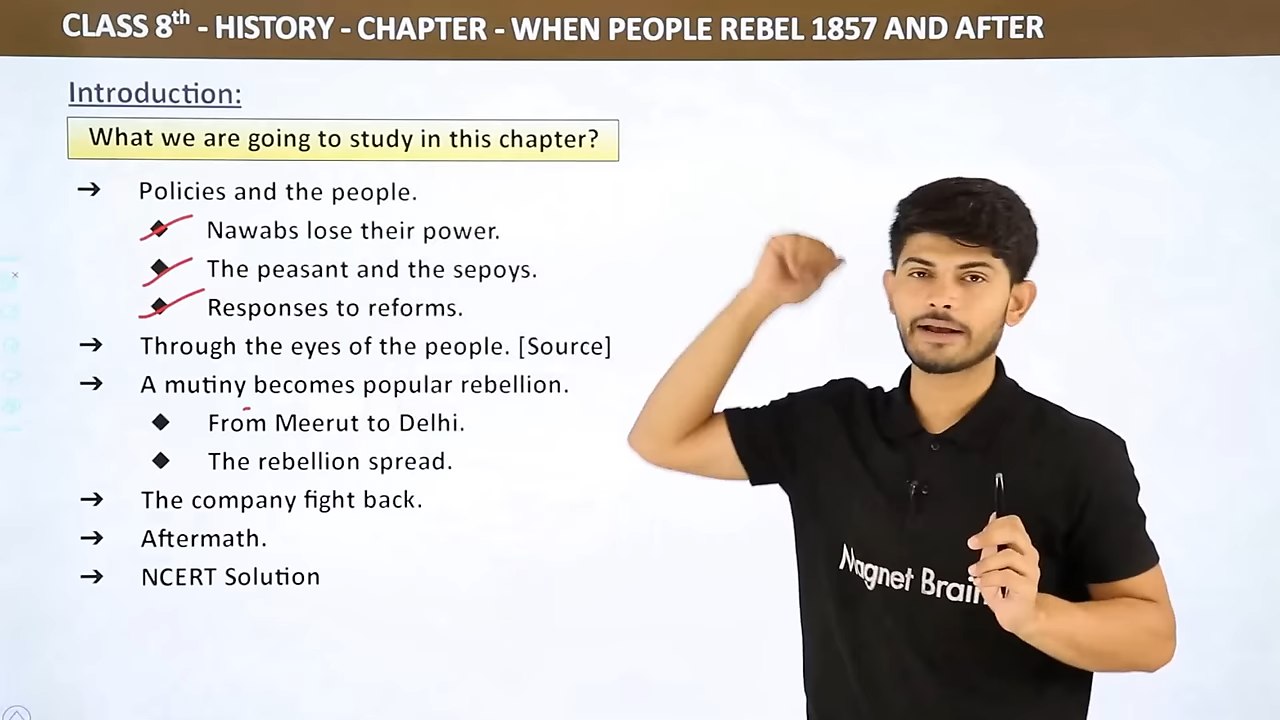 CLASS 8th - HISTORY - CHAPTER - WHEN PEOPLE REBEL 1857 AND AFTER
Introduction:
What we are going to study in this chapter?
➔ Policies and the people.
◆ Nawabs lose their power.
◆ The peasant and the sepoys.
◆ Responses to reforms.
➔ Through the eyes of the people. [Source]
➔ A mutiny becomes popular rebellion.
◆ From Meerut to Delhi.
◆ The rebellion spread.
➔ The company fight back.
➔ Aftermath.
➔ NCERT Solution
Magnet Brain